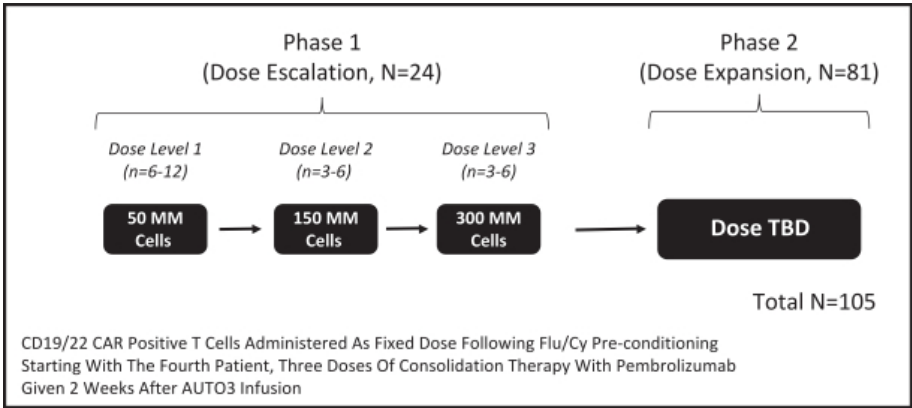 Phase 1
(Dose Escalation, N=24)
Phase 2
(Dose Expansion, N=81)
Dose Level 1
(n=6-12)
Dose Level 2
(n=3-6)
Dose Level 3
(n=3-6)
50 MM
Cells
150 MM
Cells
300 MM
Cells
Dose TBD
Total N=105
CD19/22 CAR Positive T Cells Administered As Fixed Dose Following Flu/Cy Pre-conditioning
Starting With The Fourth Patient, Three Doses Of Consolidation Therapy With Pembrolizumab
Given 2 Weeks After AUTO3 Infusion